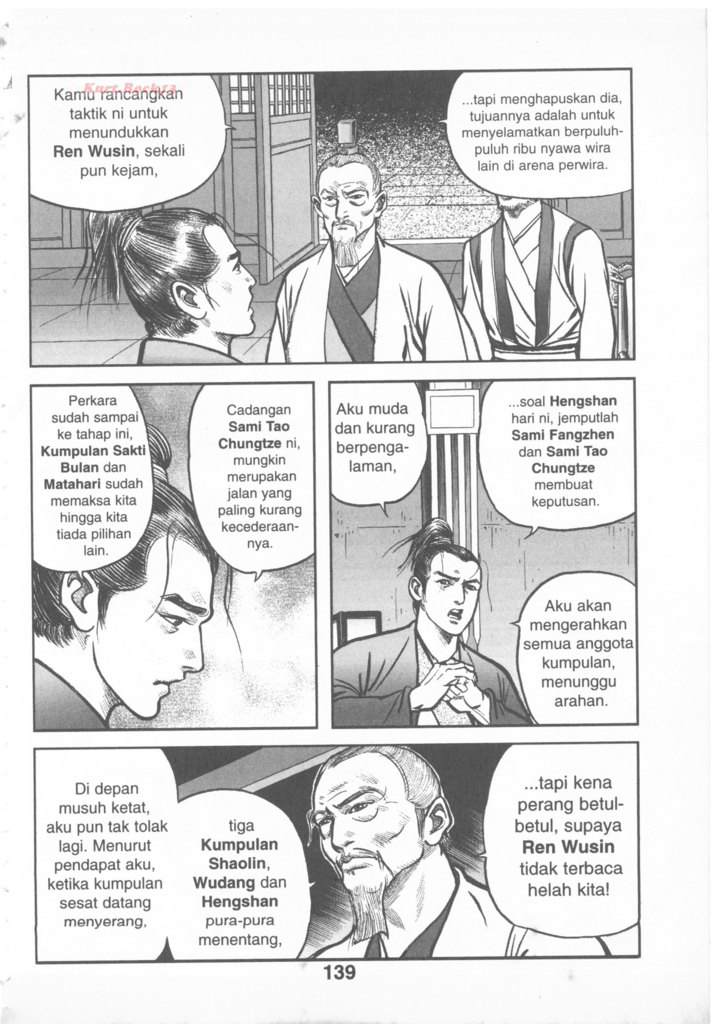 Kamu rancangkan
taktik ni untuk
menundukkan
Ren Wusin, sekali
pun kejam,
...tapi menghapuskan dia,
tujuannya adalah untuk
menyelamatkan berpuluh-
puluh ribu nyawa wira
lain di arena perwira.
Perkara
sudah sampai
ke tahap ini,
Kumpulan Sakti
Bulan dan
Matahari sudah
memaksa kita
hingga kita
tiada pilihan
lain.
Cadangan
Sami Tao
Chungtze ni,
mungkin
merupakan
jalan yang
paling kurang
kecederaan-
nya.
Aku muda
dan kurang
berpenga-
laman,
...soal Hengshan
hari ni, jemputlah
Sami Fangzhen
dan Sami Tao
Chungtze
membuat
keputusan.
Aku akan
mengerahkan
semua anggota
kumpulan,
menunggu
arahan.
Di depan
musuh ketat,
aku pun tak tolak
lagi. Menurut
pendapat aku,
ketika kumpulan
sesat datang
menyerang,
tiga
Kumpulan
Shaolin,
Wudang dan
Hengshan
pura-pura
menentang,
...tapi kena
perang betul-
betul, supaya
Ren Wusin
tidak terbaca
helah kita!
139